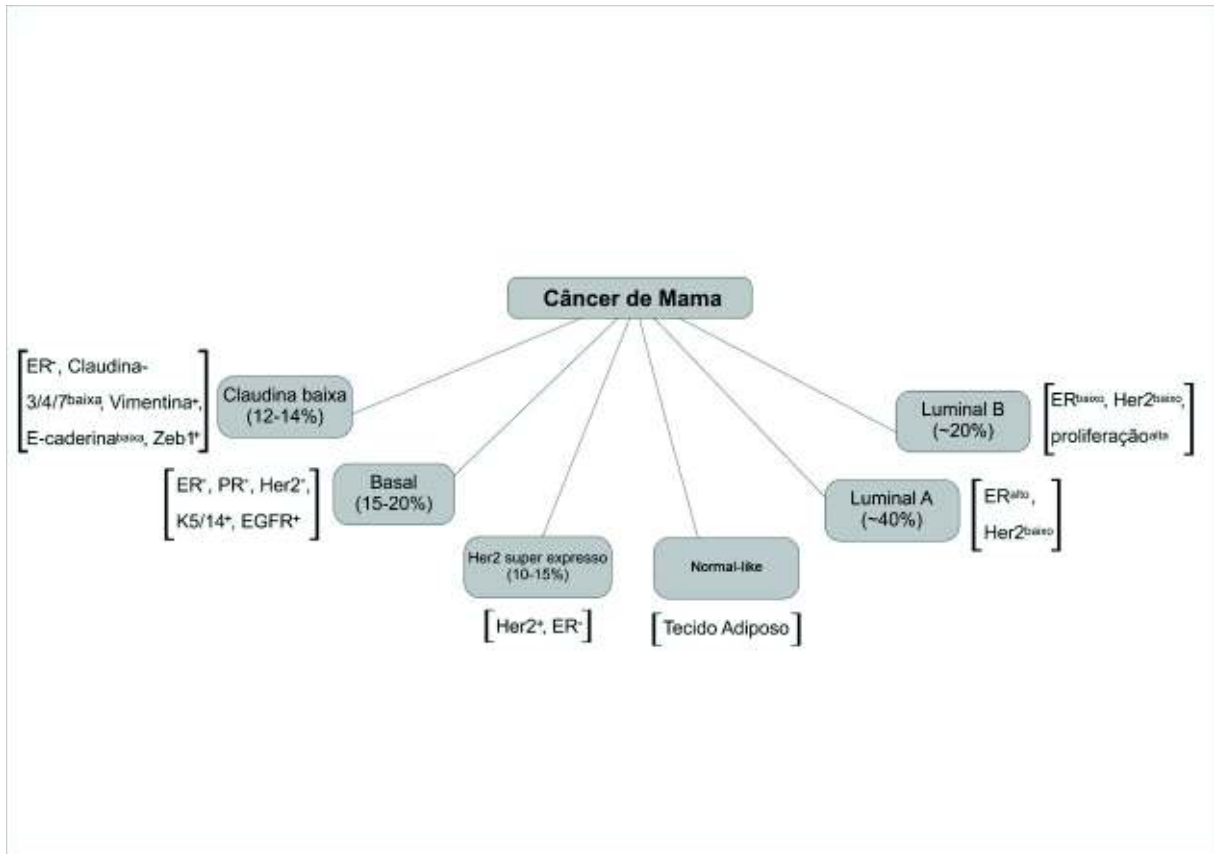 Câncer de Mama
ER⁻, Claudina-
3/4/7ᵇᵃⁱˣᵃ, Vimentina⁺,
E-caderinaᵇᵃⁱˣᵃ, Zeb1⁺
Claudina baixa
(12-14%)
ER⁻, PR⁻, Her2⁻,
K5/14⁺, EGFR⁺
Basal
(15-20%)
Her2 super expresso
(10-15%)
[Her2⁺, ER⁻]
Normal-like
[Tecido Adiposo]
Luminal A
(~40%)
ERᵃˡᵗᵒ,
Her2ᵇᵃⁱˣᵒ
Luminal B
(~20%)
ERᵇᵃⁱˣᵒ, Her2ᵇᵃⁱˣᵒ,
proliferaçãoᵃˡᵗᵃ